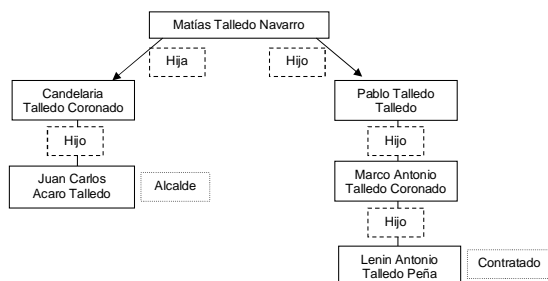 Matías Talledo Navarro
Hija
Hijo
Candelaria
Talledo Coronado
Pablo Talledo
Talledo
Hijo
Hijo
Juan Carlos
Acaro Talledo
Alcalde
Marco Antonio
Talledo Coronado
Hijo
Lenin Antonio
Talledo Peña
Contratado